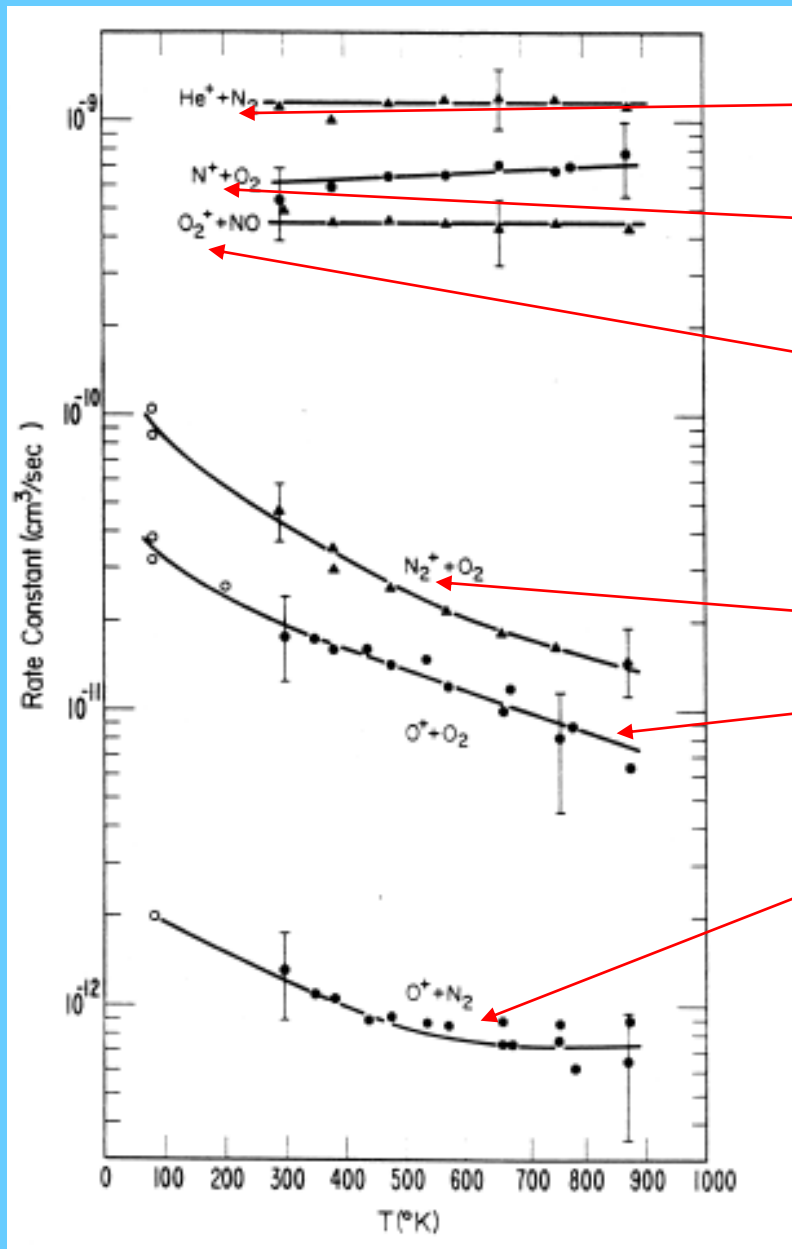 He⁺+N₂
10⁻⁹
N⁺+O₂
O₂⁺+NO
10⁻¹⁰
Rate Constant (cm³/sec)
N₂⁺+O₂
10⁻¹¹
O⁺+O₂
10⁻¹²
O⁺+N₂
0 100 200 300 400 500 600 700 800 900 1000
T(°K)